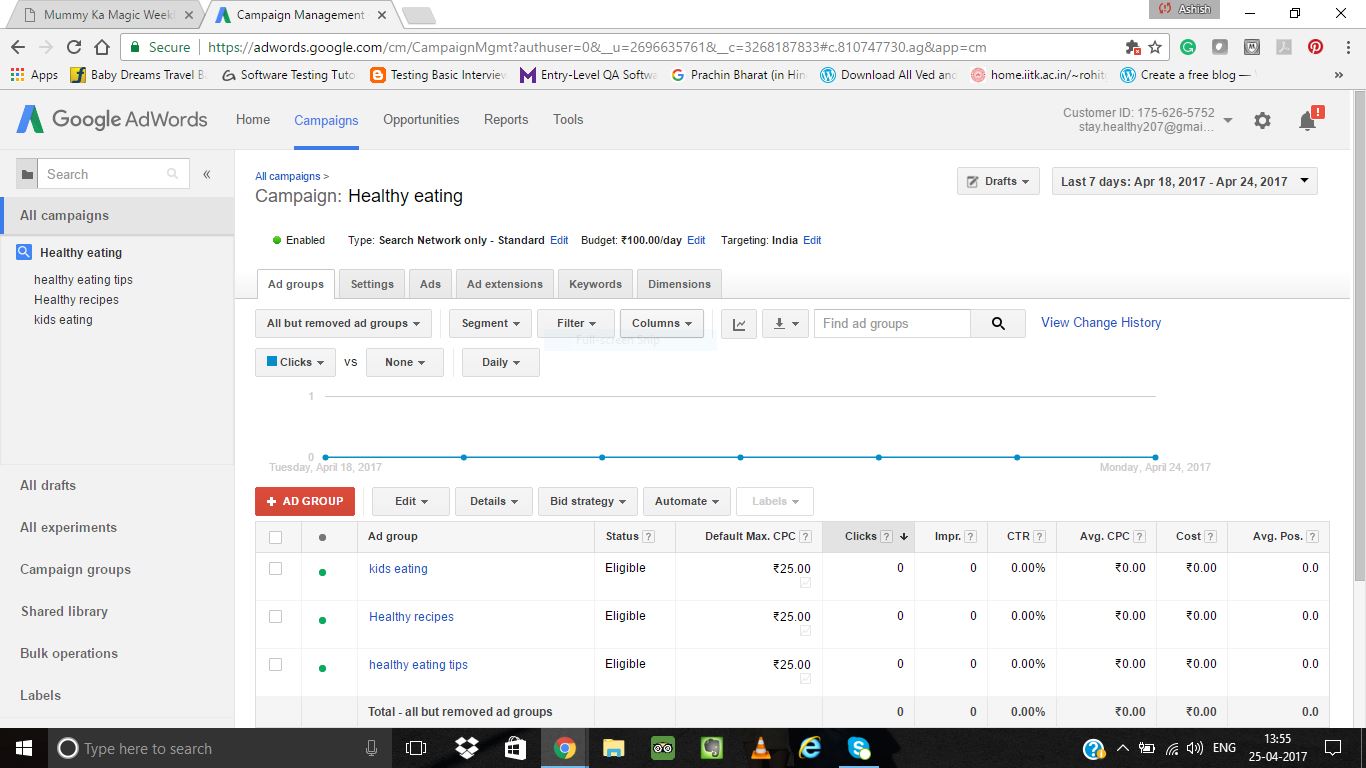 Mummy Ka Magic Week
Campaign Management
Ashish
Secure
https://adwords.google.com/cm/CampaignMgmt?authuser=0&__u=2696635761&__c=3268187833#c.810747730.ag&app=cm
Apps
Baby Dreams Travel B
Software Testing Tuto
Testing Basic Interview
Entry-Level QA Softwa
Prachin Bharat (in Hin
Download All Ved and
home.iitk.ac.in/~rohit
Create a free blog —
»
Google AdWords
Home
Campaigns
Opportunities
Reports
Tools
Customer ID: 175-626-5752
stay.healthy207@gmai...
!
Search
«
All campaigns >
Campaign: Healthy eating
Drafts
Last 7 days: Apr 18, 2017 - Apr 24, 2017
All campaigns
Healthy eating
healthy eating tips
Healthy recipes
kids eating
Enabled
Type: Search Network only - Standard Edit
Budget: ₹100.00/day Edit
Targeting: India Edit
Ad groups
Settings
Ads
Ad extensions
Keywords
Dimensions
All but removed ad groups
Segment
Filter
Columns
Find ad groups
View Change History
Full-screen Snip
Clicks
vs
None
Daily
1
0
Tuesday, April 18, 2017
Monday, April 24, 2017
All drafts
All experiments
Campaign groups
Shared library
Bulk operations
Labels
+ AD GROUP
Edit
Details
Bid strategy
Automate
Labels
Ad group Status ? Default Max. CPC ? Clicks ? Impr. ? CTR ? Avg. CPC ? Cost ? Avg. Pos. ?
kids eating Eligible ₹25.00 0 0 0.00% ₹0.00 ₹0.00 0.0
Healthy recipes Eligible ₹25.00 0 0 0.00% ₹0.00 ₹0.00 0.0
healthy eating tips Eligible ₹25.00 0 0 0.00% ₹0.00 ₹0.00 0.0
Total - all but removed ad groups 0 0 0.00% ₹0.00 ₹0.00 0.0
Type here to search
ENG
13:55
25-04-2017